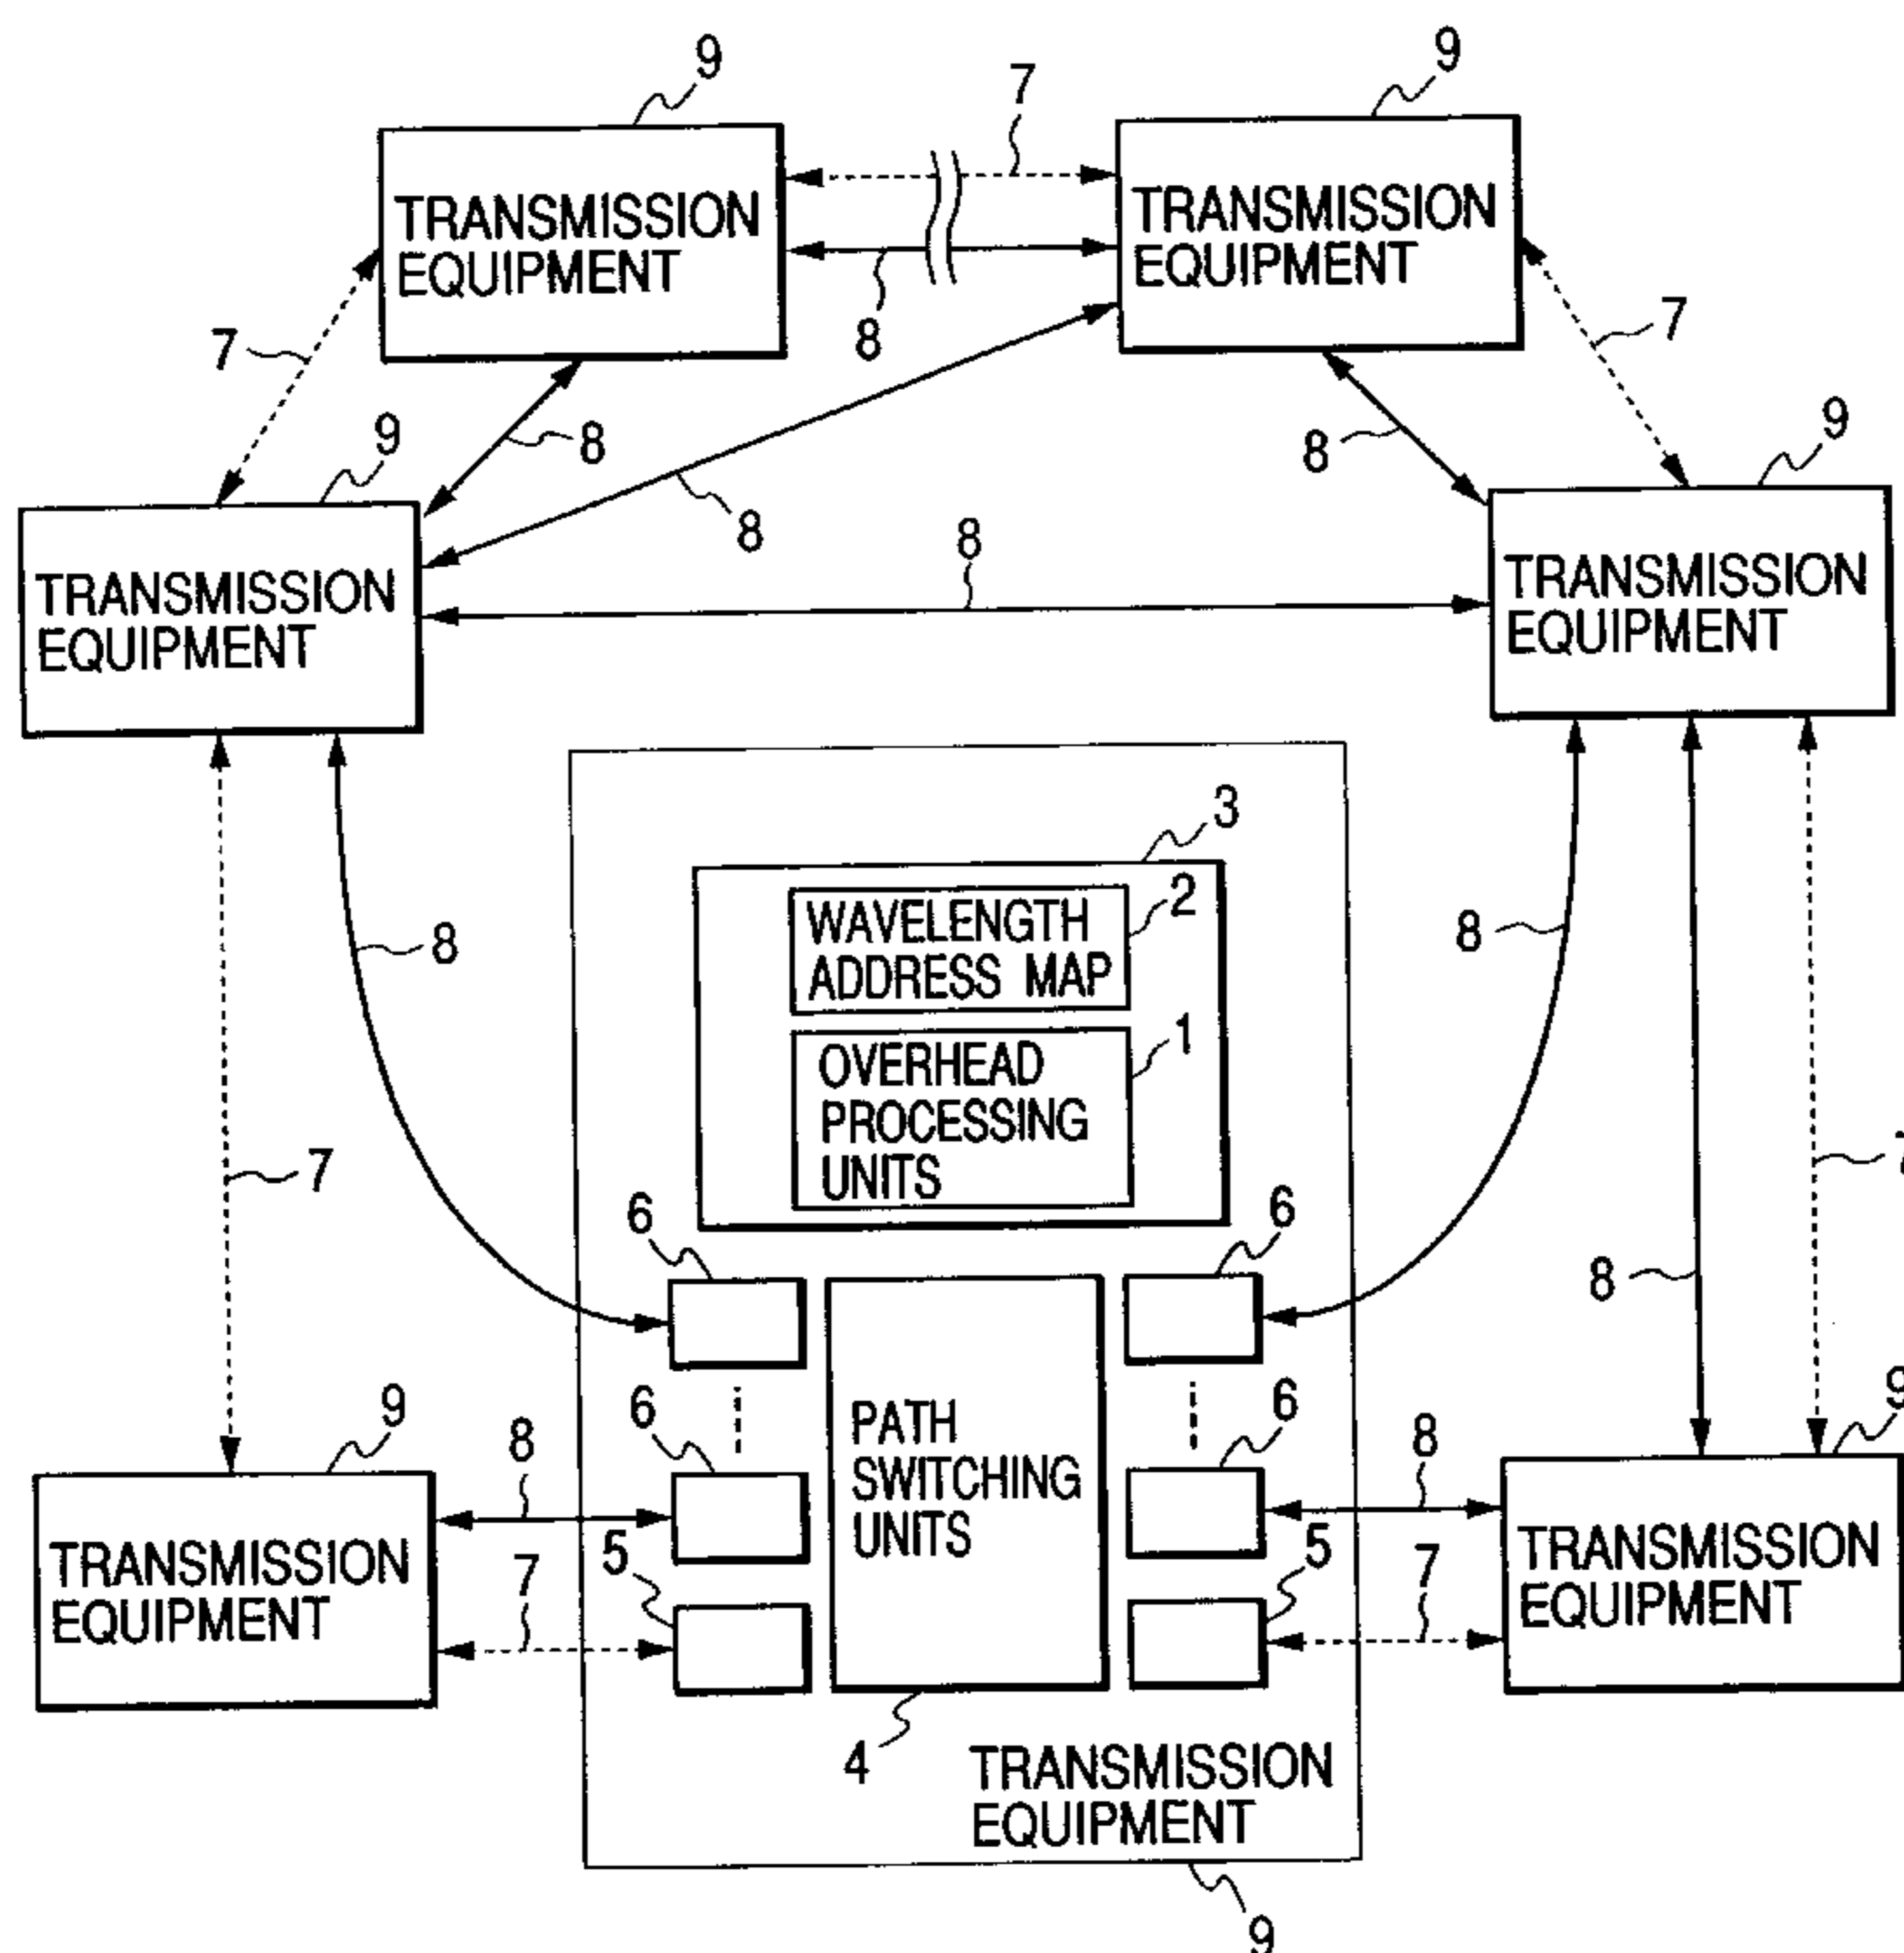 9
7
9
TRANSMISSION
EQUIPMENT
TRANSMISSION
EQUIPMENT
8
7
7
9
8
8
9
8
8
TRANSMISSION
EQUIPMENT
TRANSMISSION
EQUIPMENT
3
2
WAVELENGTH
ADDRESS MAP
8
8
1
OVERHEAD
PROCESSING
UNITS
7
6
6
8
9
8
6
PATH
SWITCHING
UNITS
6
8
9
TRANSMISSION
EQUIPMENT
7
5
5
7
TRANSMISSION
EQUIPMENT
4
TRANSMISSION
EQUIPMENT
9